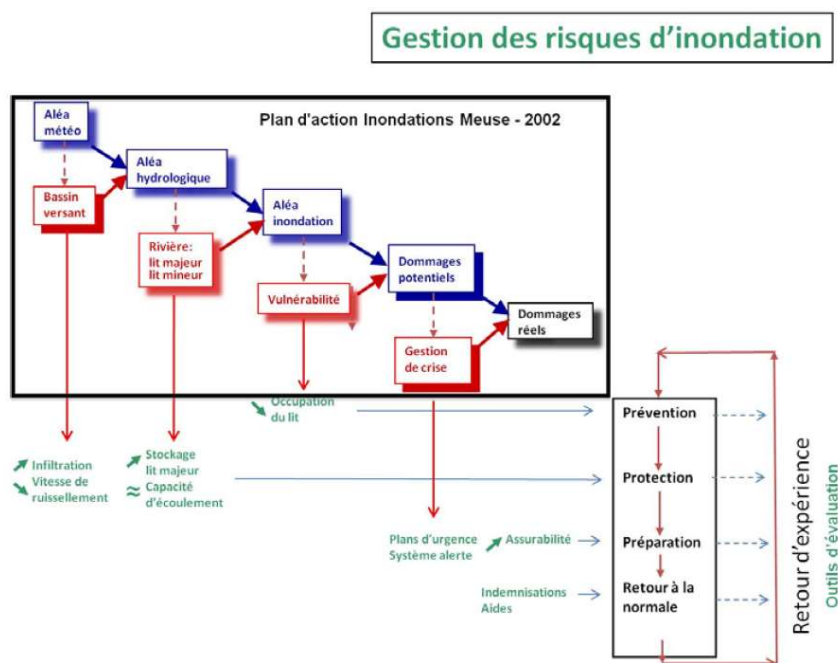 Gestion des risques d'inondation
Plan d'action Inondations Meuse - 2002
Aléa
météo
Aléa
hydrologique
Bassin
versant
Aléa
inondation
Rivière:
lit majeur
lit mineur
Dommages
potentiels
Vulnérabilité
Dommages
réels
Gestion
de crise
Occupation
du lit
Prévention
Infiltration
Vitesse de
ruissellement
Stockage
lit majeur
≈ Capacité
d'écoulement
Protection
Plans d'urgence
Système alerte
Assurabilité
Préparation
Indemnisations
Aides
Retour à la
normale
Retour d'expérience
Outils d'évaluation